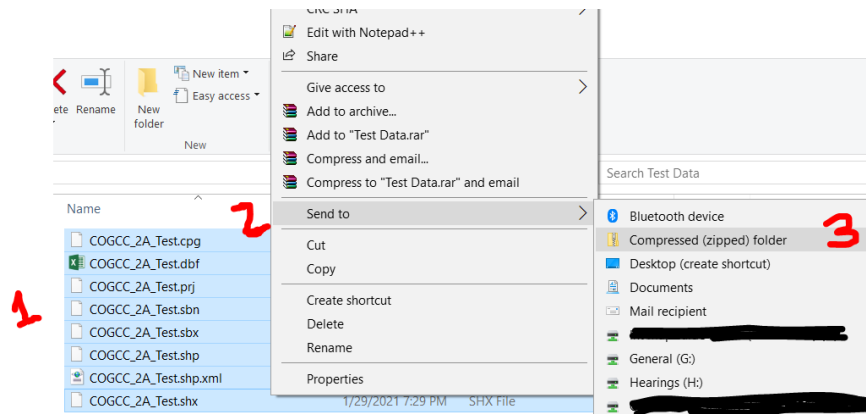 CRC SHA
Edit with Notepad++
Share
Give access to
Add to archive...
Add to "Test Data.rar"
Compress and email...
Compress to "Test Data.rar" and email
Send to
Cut
Copy
Create shortcut
Delete
Rename
Properties
ete Rename
New folder
New item
Easy access
New
Search Test Data
Name
1
2
3
COGCC_2A_Test.cpg
COGCC_2A_Test.dbf
COGCC_2A_Test.prj
COGCC_2A_Test.sbn
COGCC_2A_Test.sbx
COGCC_2A_Test.shp
COGCC_2A_Test.shp.xml
COGCC_2A_Test.shx 1/29/2021 7:29 PM SHX File
Bluetooth device
Compressed (zipped) folder
Desktop (create shortcut)
Documents
Mail recipient
General (G:)
Hearings (H:)